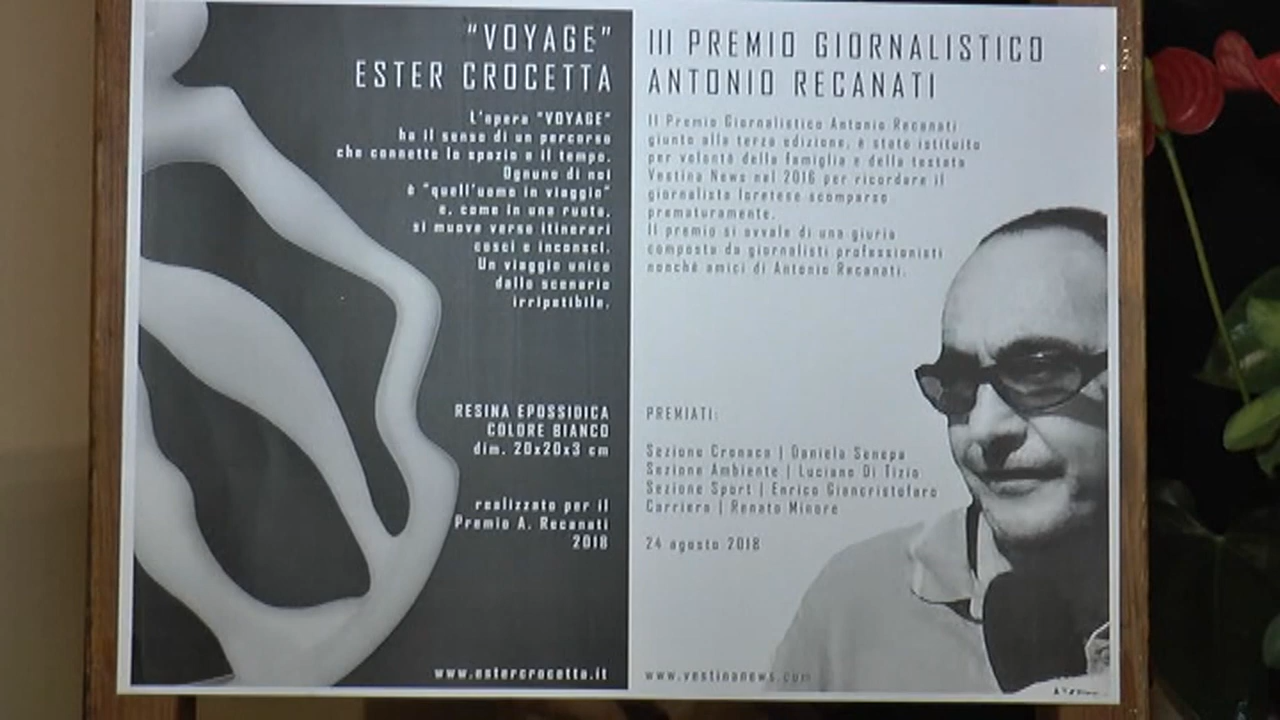 "VOYAGE"
ESTER CROCETTA
L'opera "VOYAGE"
ha il senso di un percorso
che connette lo spazio e il tempo.
Ognuno di noi
è "quell'uomo in viaggio"
e, come in una ruota,
si muove verso itinerari
consci e inconsci.
Un viaggio unico
dallo scenario
irripetibile.
RESINA EPOSSIDICA
COLORE BIANCO
dim. 20x20x3 cm
realizzato per il
Premio A. Recanati
2018
www.estercrocetta.it
III PREMIO GIORNALISTICO
ANTONIO RECANATI
Il Premio Giornalistico Antonio Recanati
giunto alla terza edizione, è stato istituito
per volontà della famiglia e della testata
Vestina News nel 2016 per ricordare il
giornalista loretese scomparso
prematuramente.
Il premio si avvale di una giuria
composta da giornalisti professionisti
nonchè amici di Antonio Recanati.
PREMIATI:
Sezione Cronaca | Daniela Senepa
Sezione Ambiente | Luciano Di Tizio
Sezione Sport | Enrico Giancristofaro
Carriera | Renato Minore
24 agosto 2018
www.vestinanews.com